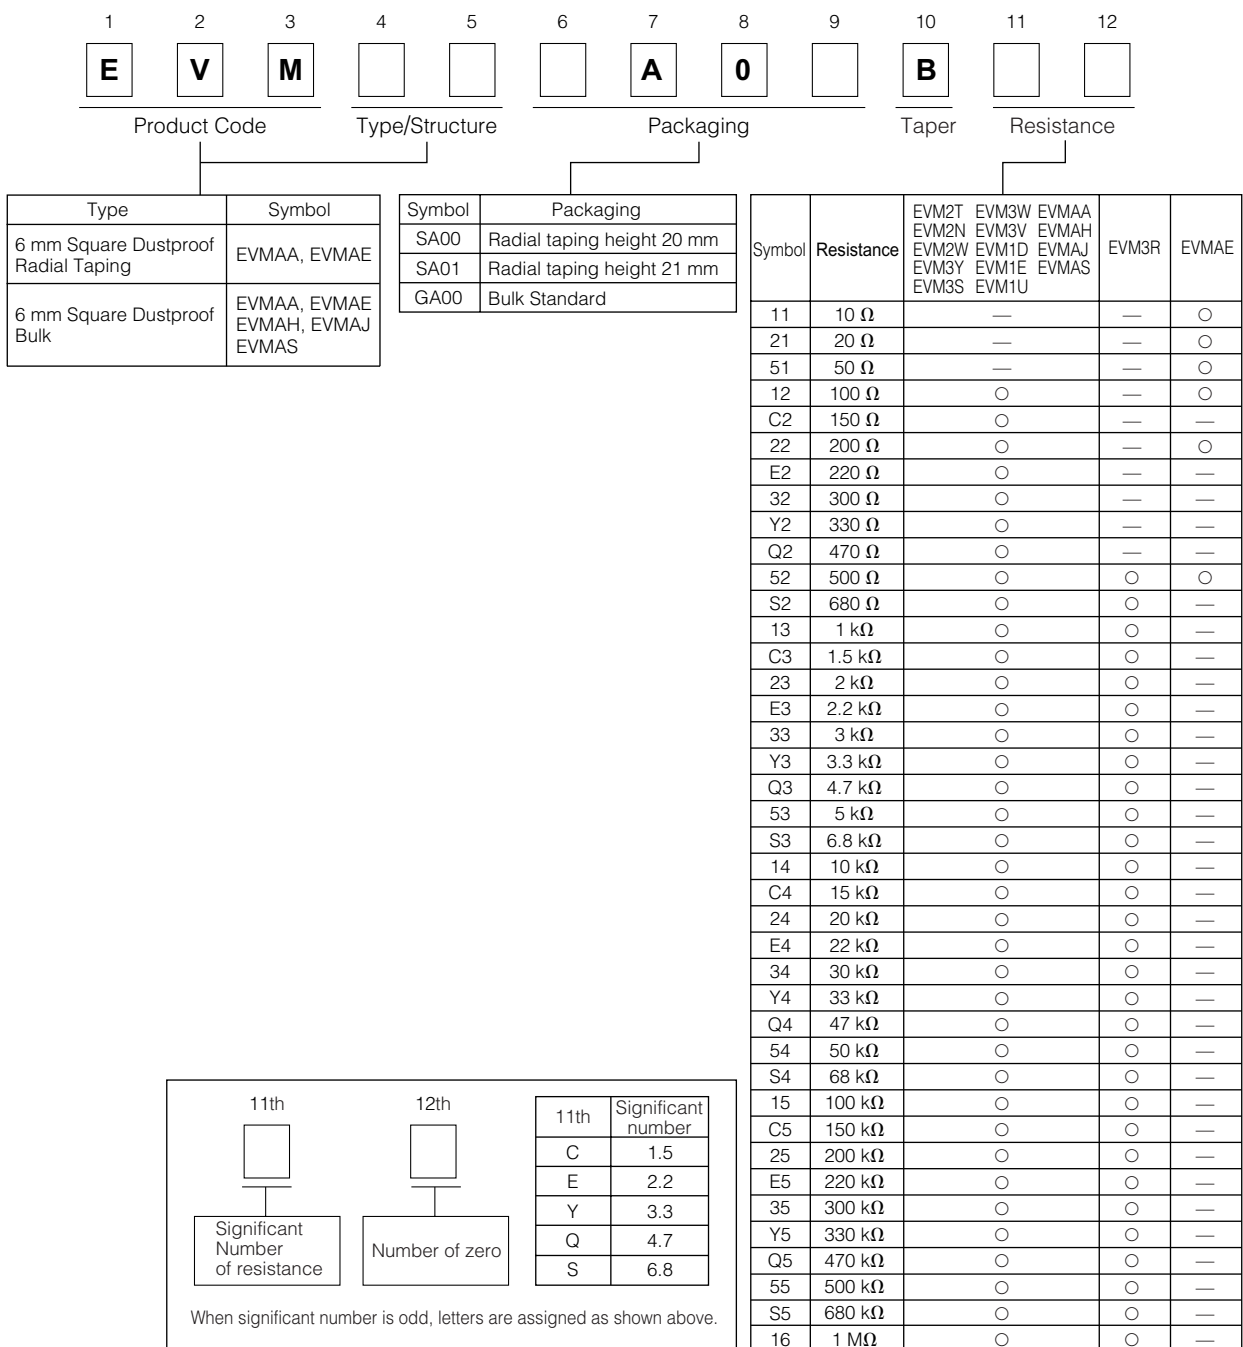 1 2 3 4 5 6 7 8 9 10 11 12
E V M A 0 B
Product Code Type/Structure Packaging Taper Resistance
Type Symbol
6 mm Square Dustproof
Radial Taping
EVMAA, EVMAE
6 mm Square Dustproof
Bulk
EVMAA, EVMAE
EVMAH, EVMAJ
EVMAS
Symbol Packaging
SA00 Radial taping height 20 mm
SA01 Radial taping height 21 mm
GA00 Bulk Standard
Symbol Resistance
EVM2T EVM3W EVMAA
EVM2N EVM3V EVMAH
EVM2W EVM1D EVMAJ
EVM3Y EVM1E EVMAS
EVM3S EVM1U
EVM3R EVMAE
11 10 Ω — — ○
21 20 Ω — — ○
51 50 Ω — — ○
12 100 Ω ○ — ○
C2 150 Ω ○ — —
22 200 Ω ○ — ○
E2 220 Ω ○ — —
32 300 Ω ○ — —
Y2 330 Ω ○ — —
Q2 470 Ω ○ — —
52 500 Ω ○ ○ ○
S2 680 Ω ○ ○ —
13 1 kΩ ○ ○ —
C3 1.5 kΩ ○ ○ —
23 2 kΩ ○ ○ —
E3 2.2 kΩ ○ ○ —
33 3 kΩ ○ ○ —
Y3 3.3 kΩ ○ ○ —
Q3 4.7 kΩ ○ ○ —
53 5 kΩ ○ ○ —
S3 6.8 kΩ ○ ○ —
14 10 kΩ ○ ○ —
C4 15 kΩ ○ ○ —
24 20 kΩ ○ ○ —
E4 22 kΩ ○ ○ —
34 30 kΩ ○ ○ —
Y4 33 kΩ ○ ○ —
Q4 47 kΩ ○ ○ —
54 50 kΩ ○ ○ —
S4 68 kΩ ○ ○ —
15 100 kΩ ○ ○ —
C5 150 kΩ ○ ○ —
25 200 kΩ ○ ○ —
E5 220 kΩ ○ ○ —
35 300 kΩ ○ ○ —
Y5 330 kΩ ○ ○ —
Q5 470 kΩ ○ ○ —
55 500 kΩ ○ ○ —
S5 680 kΩ ○ ○ —
16 1 MΩ ○ ○ —
11th 12th
Significant
Number
of resistance
Number of zero
11th Significant
number
C 1.5
E 2.2
Y 3.3
Q 4.7
S 6.8
When significant number is odd, letters are assigned as shown above.